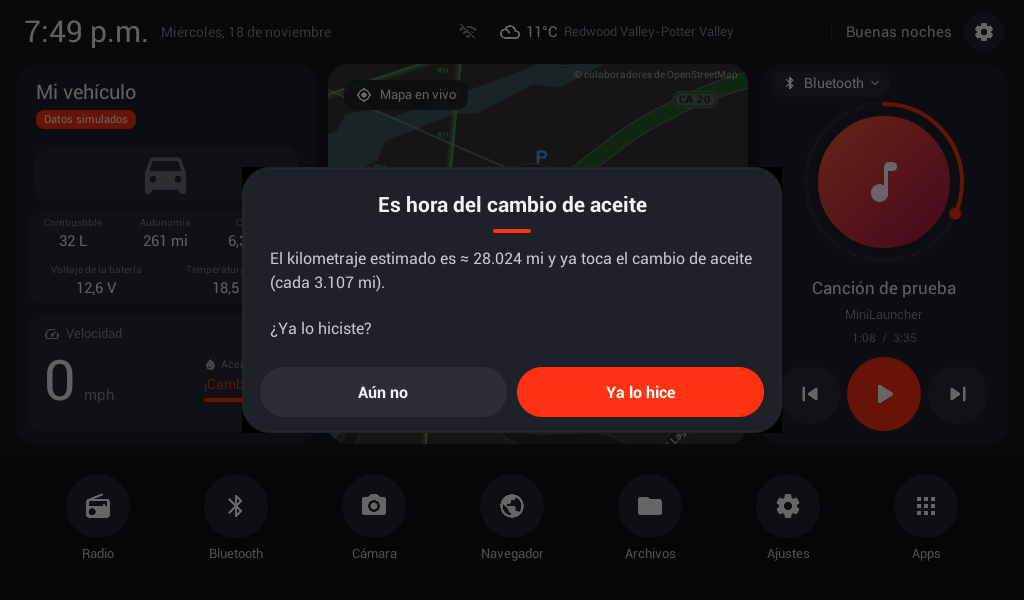 7:49 p.m.
Miércoles, 18 de noviembre
11°C
Redwood Valley-Potter Valley
Buenas noches
Mi vehículo
Datos simulados
Combustible
32 L
Autonomía
261 mi
Voltaje de la batería
12,6 V
18,5
Velocidad
0
mph
© colaboradores de OpenStreetMap
Mapa en vivo
RN
CA 20
RN
P
RN
Es hora del cambio de aceite
El kilometraje estimado es ≈ 28.024 mi y ya toca el cambio de aceite
(cada 3.107 mi).
¿Ya lo hiciste?
Aún no
Ya lo hice
Bluetooth
Canción de prueba
MiniLauncher
1:08 / 3:35
Radio
Bluetooth
Cámara
Navegador
Archivos
Ajustes
Apps